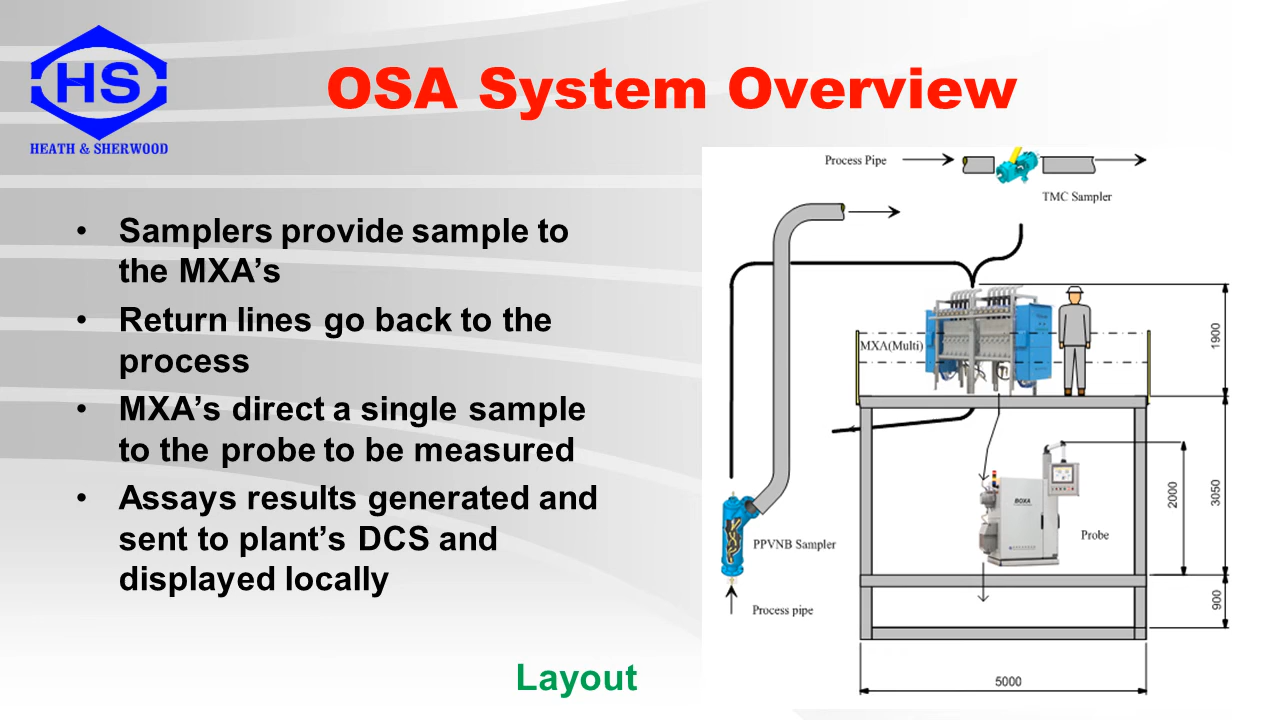 HS
HEATH & SHERWOOD
OSA System Overview
• Samplers provide sample to
the MXA’s
• Return lines go back to the
process
• MXA’s direct a single sample
to the probe to be measured
• Assays results generated and
sent to plant’s DCS and
displayed locally
Layout
Process Pipe
TMC Sampler
MXA(Multi)
1900
BOXA
Probe
2000
3050
PPVNB Sampler
900
Process pipe
5000